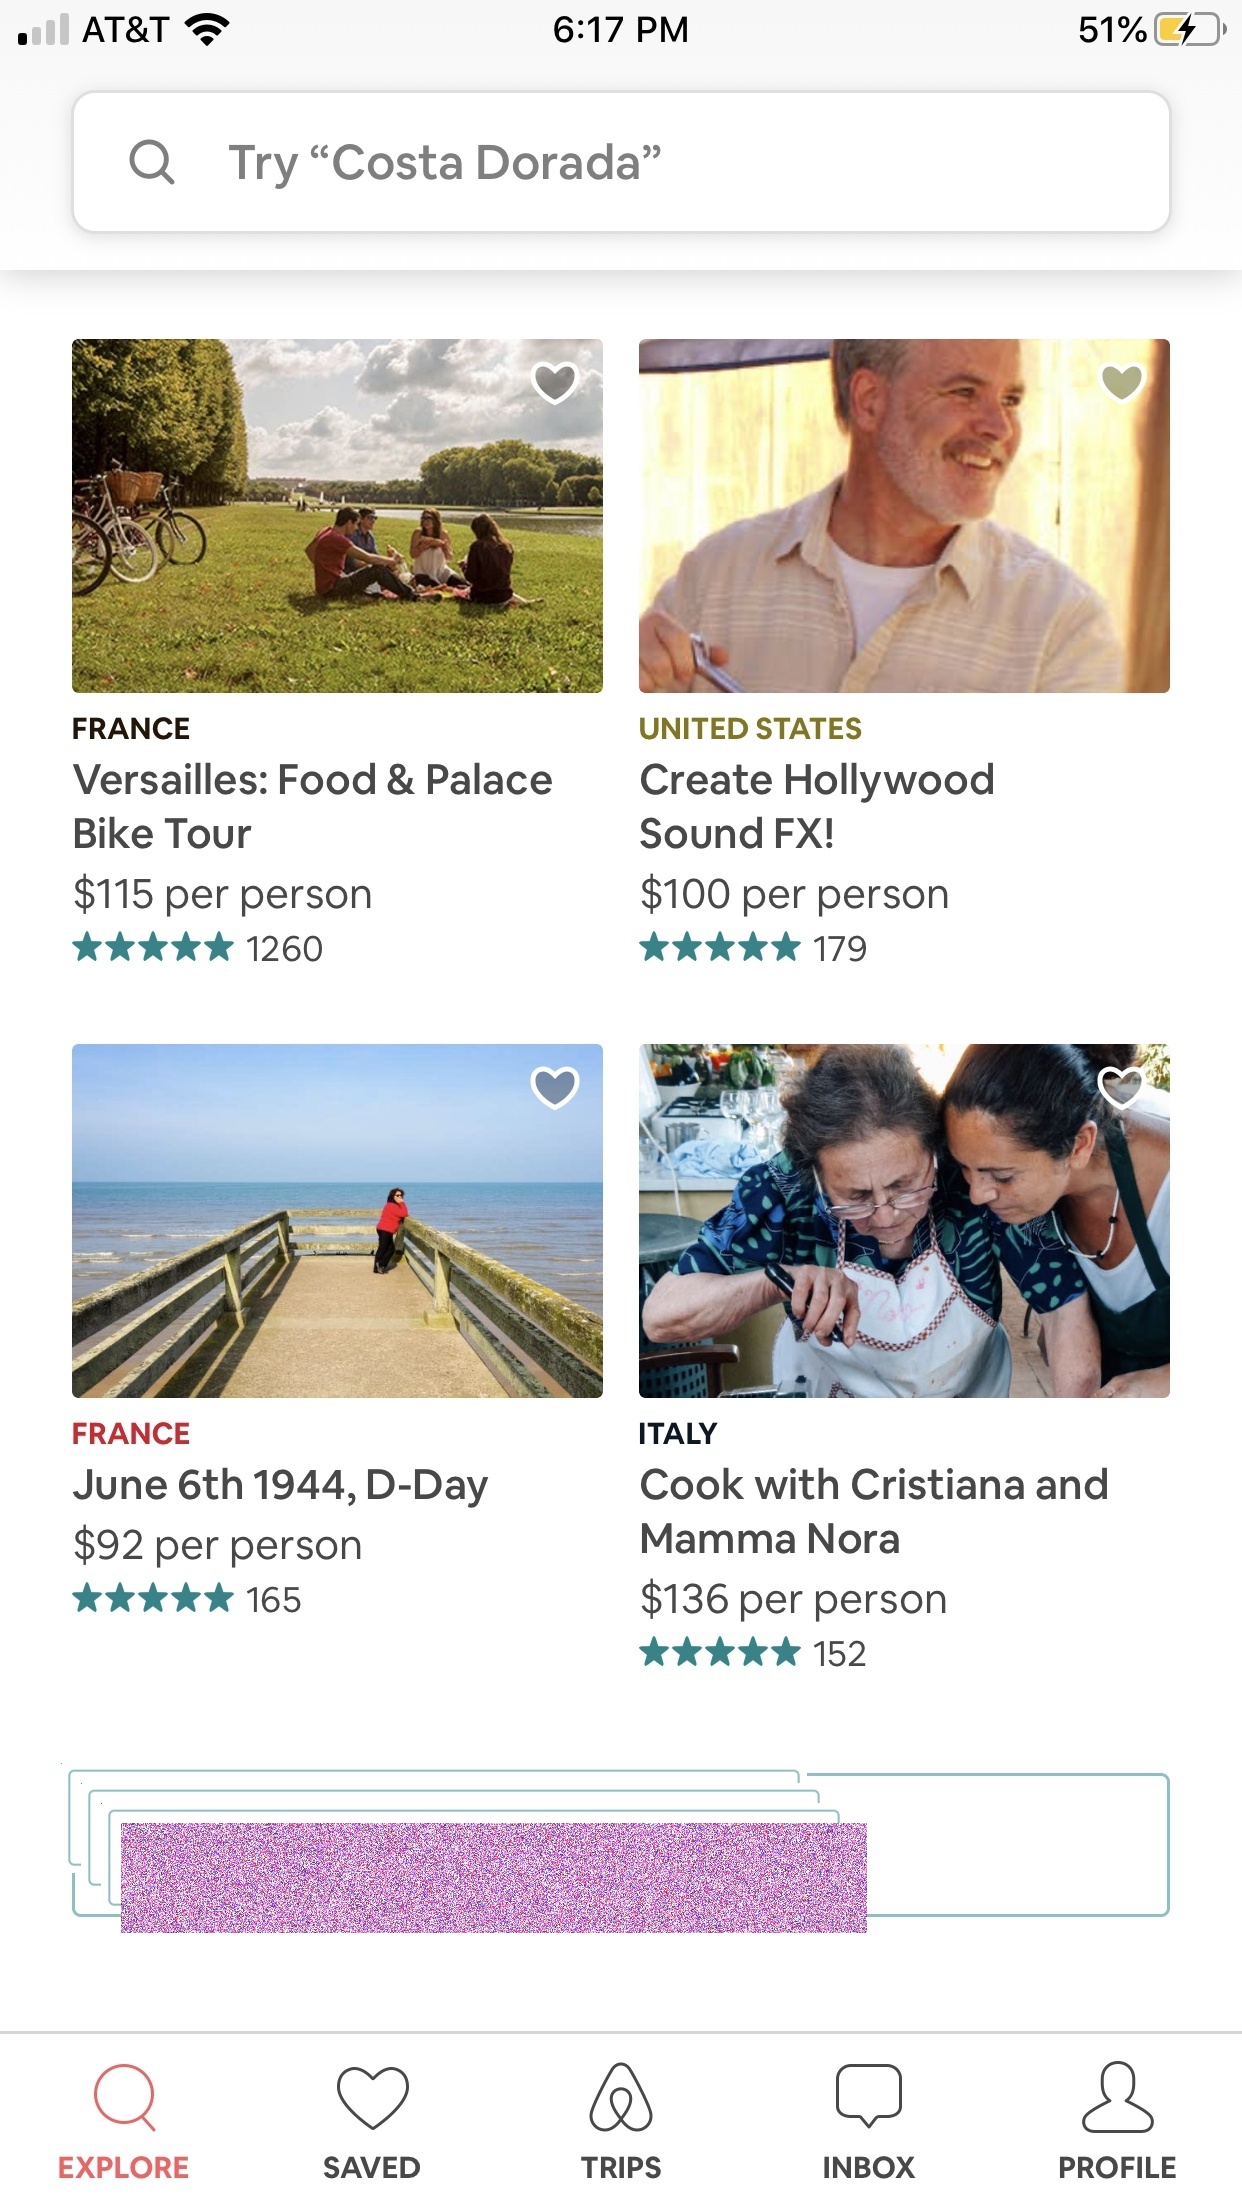 AT&T 6:17 PM 51%
Try “Costa Dorada”
FRANCE
Versailles: Food & Palace
Bike Tour
$115 per person
1260
UNITED STATES
Create Hollywood
Sound FX!
$100 per person
179
FRANCE
June 6th 1944, D-Day
$92 per person
165
ITALY
Cook with Cristiana and
Mamma Nora
$136 per person
152
EXPLORE SAVED TRIPS INBOX PROFILE